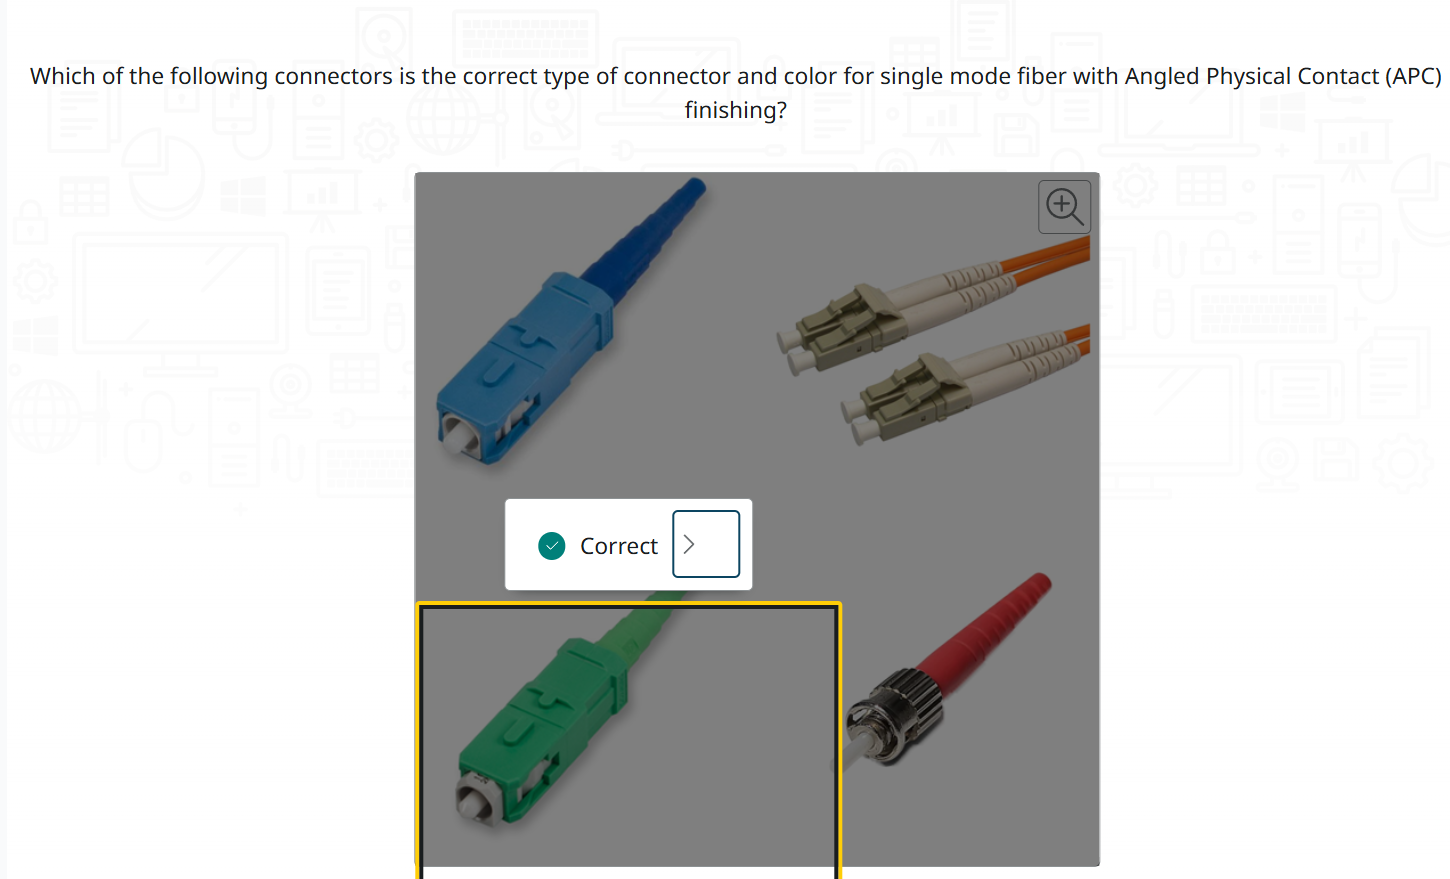 Which of the following connectors is the correct type of connector and color for single mode fiber with Angled Physical Contact (APC)
finishing?
Correct